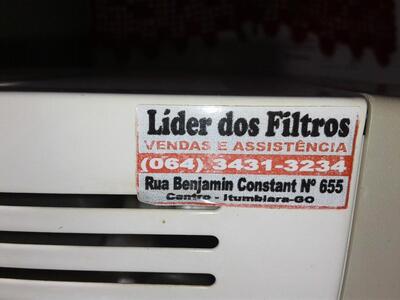 Líder dos Filtros
VENDAS E ASSISTÊNCIA
(064) 3431-3234
Rua Benjamin Constant Nº 655
Centro - Itumbiara-GO